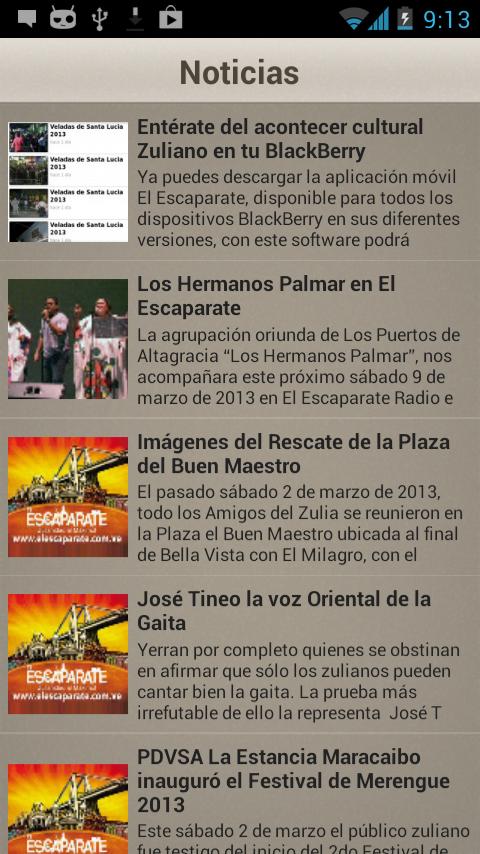 9:13
Noticias
Veladas de Santa Lucia
2013
Veladas de Santa Lucia
2013
Veladas de Santa Lucia
2013
Veladas de Santa Lucia
2013
Entérate del acontecer cultural
Zuliano en tu BlackBerry
Ya puedes descargar la aplicación móvil
El Escaparate, disponible para todos los
dispositivos BlackBerry en sus diferentes
versiones, con este software podrá
Los Hermanos Palmar en El
Escaparate
La agrupación oriunda de Los Puertos de
Altagracia “Los Hermanos Palmar”, nos
acompañara este próximo sábado 9 de
marzo de 2013 en El Escaparate Radio e
ESCAPARATE
www.elescaparate.com.ve
Imágenes del Rescate de la Plaza
del Buen Maestro
El pasado sábado 2 de marzo de 2013,
todo los Amigos del Zulia se reunieron en
la Plaza el Buen Maestro ubicada al final
de Bella Vista con El Milagro, con el
ESCAPARATE
www.elescaparate.com.ve
José Tineo la voz Oriental de la
Gaita
Yerran por completo quienes se obstinan
en afirmar que sólo los zulianos pueden
cantar bien la gaita. La prueba más
irrefutable de ello la representa José T
ESCAPARATE
PDVSA La Estancia Maracaibo
inauguró el Festival de Merengue
2013
Este sábado 2 de marzo el público zuliano
fue testigo del inicio del 2do Festival de